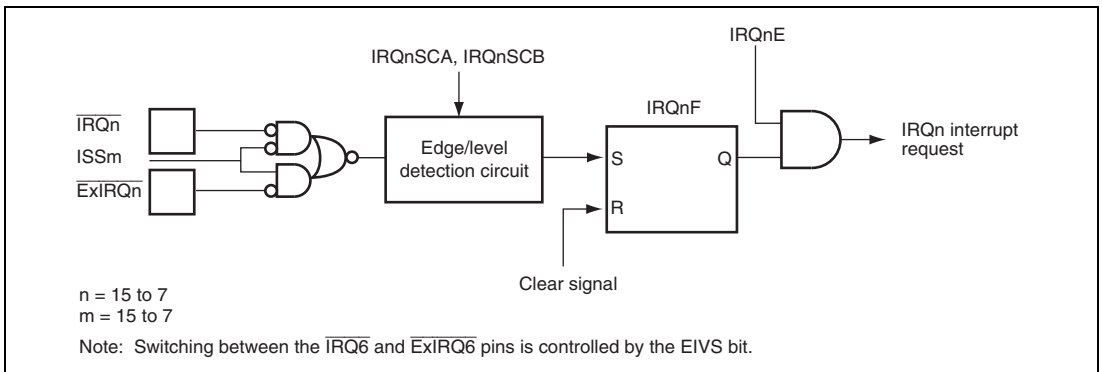 IRQnE
IRQnSCA, IRQnSCB
IRQnF
IRQn
ISSm
ExIRQn
Edge/level
detection circuit
S
Q
R
IRQn interrupt
request
Clear signal
n = 15 to 7
m = 15 to 7
Note: Switching between the IRQ6 and ExIRQ6 pins is controlled by the EIVS bit.